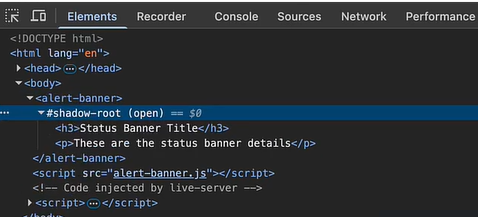 Elements Recorder Console Sources Network Performance
<!DOCTYPE html>
<html lang="en">
<head> … </head>
<body>
<alert-banner>
… #shadow-root (open) == $0
<h3>Status Banner Title</h3>
<p>These are the status banner details</p>
</alert-banner>
<script src="alert-banner.js"></script>
<!-- Code injected by live-server -->
<script> … </script>
</body>